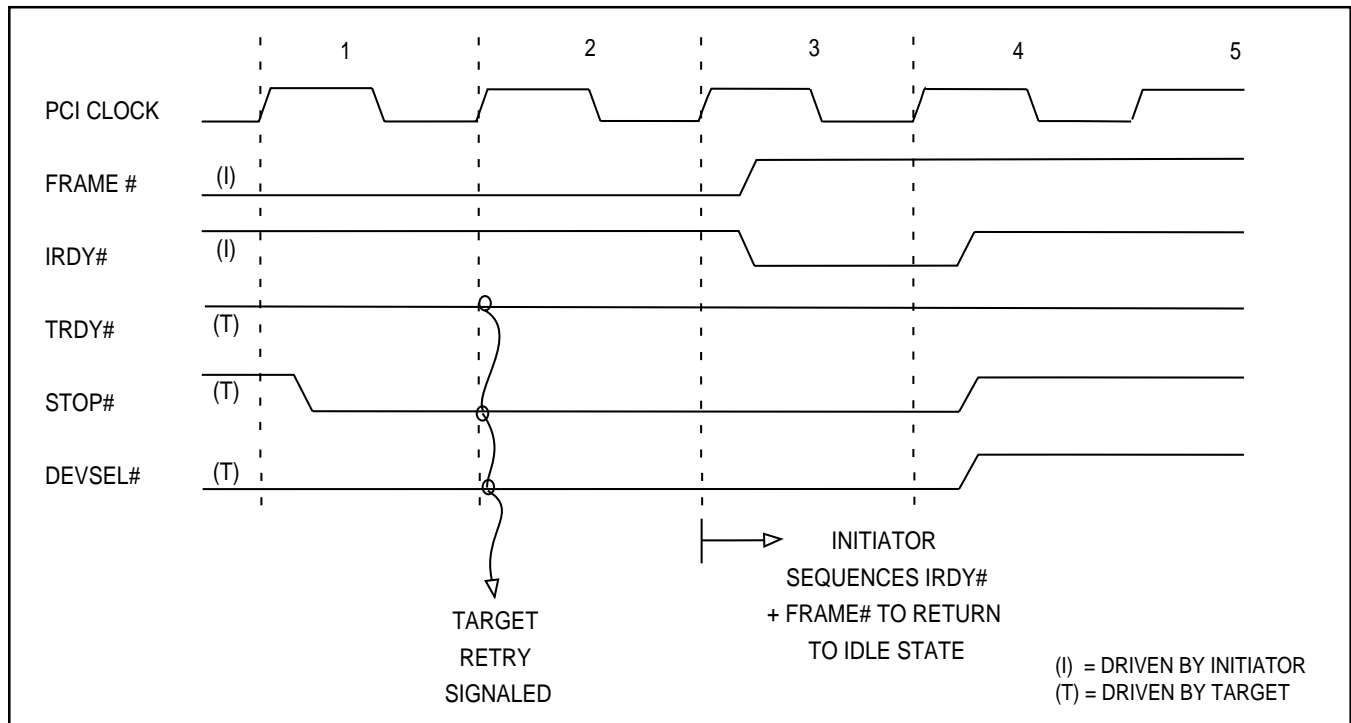 1 2 3 4 5
PCI CLOCK
FRAME # (I)
IRDY# (I)
TRDY# (T)
STOP# (T)
DEVSEL# (T)
TARGET
RETRY
SIGNALED
INITIATOR
SEQUENCES IRDY#
+ FRAME# TO RETURN
TO IDLE STATE
(I) = DRIVEN BY INITIATOR
(T) = DRIVEN BY TARGET